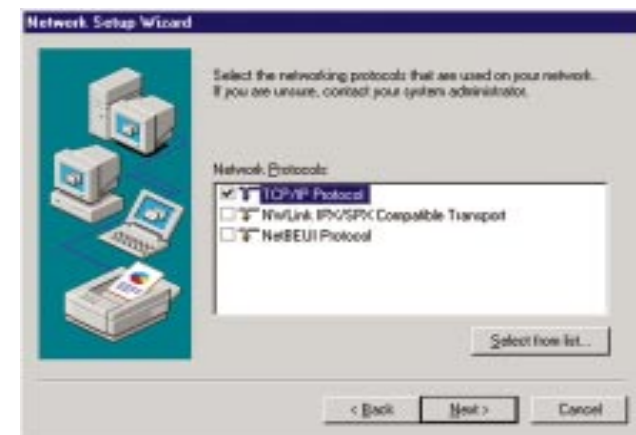 Network Setup Wizard
Select the networking protocols that are used on your network.
If you are unsure, contact your system administrator.
Network Protocols:
TCP/IP Protocol
NWLink IPX/SPX Compatible Transport
NetBEUI Protocol
Select from list...
< Back
Next >
Cancel